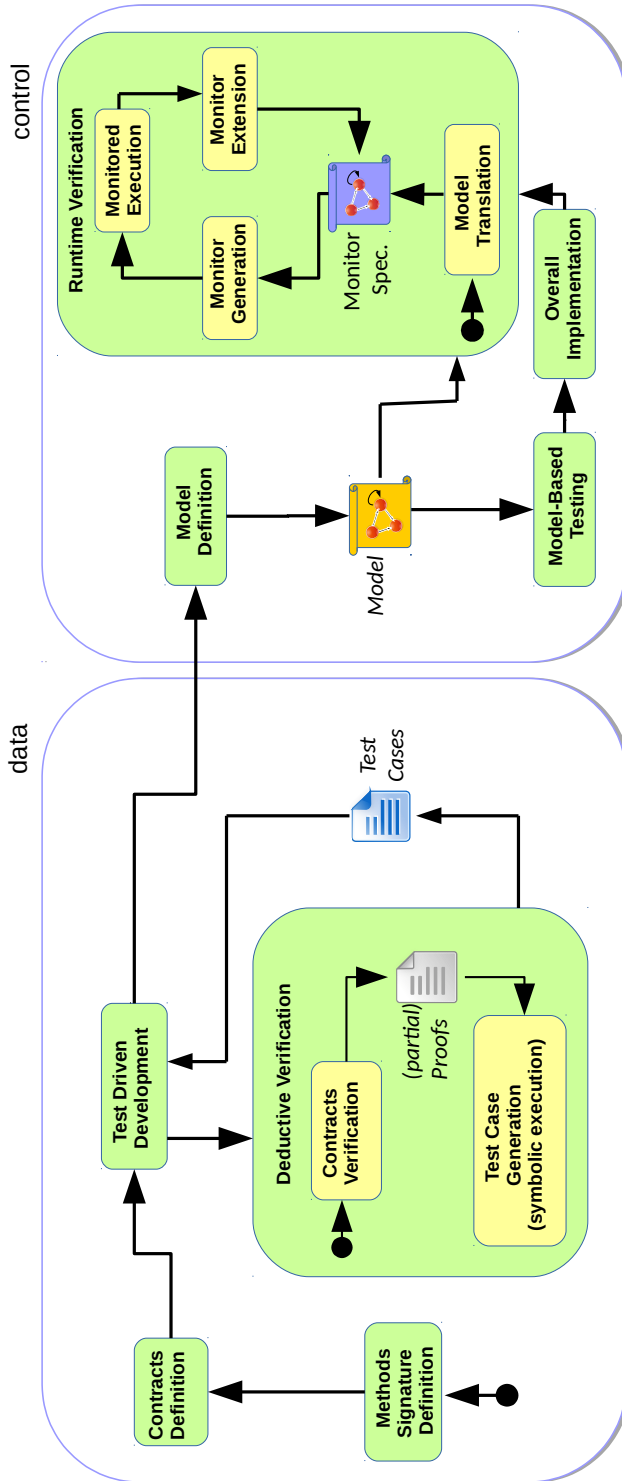 data
Methods
Signature
Definition
Contracts
Definition
Test Driven
Development
Deductive Verification
Contracts
Verification
(partial)
Proofs
Test Case
Generation
(symbolic execution)
Test
Cases
control
Model
Definition
Model
Model-Based
Testing
Overall
Implementation
Runtime Verification
Monitored
Execution
Monitor
Generation
Monitor
Extension
Monitor
Spec.
Model
Translation